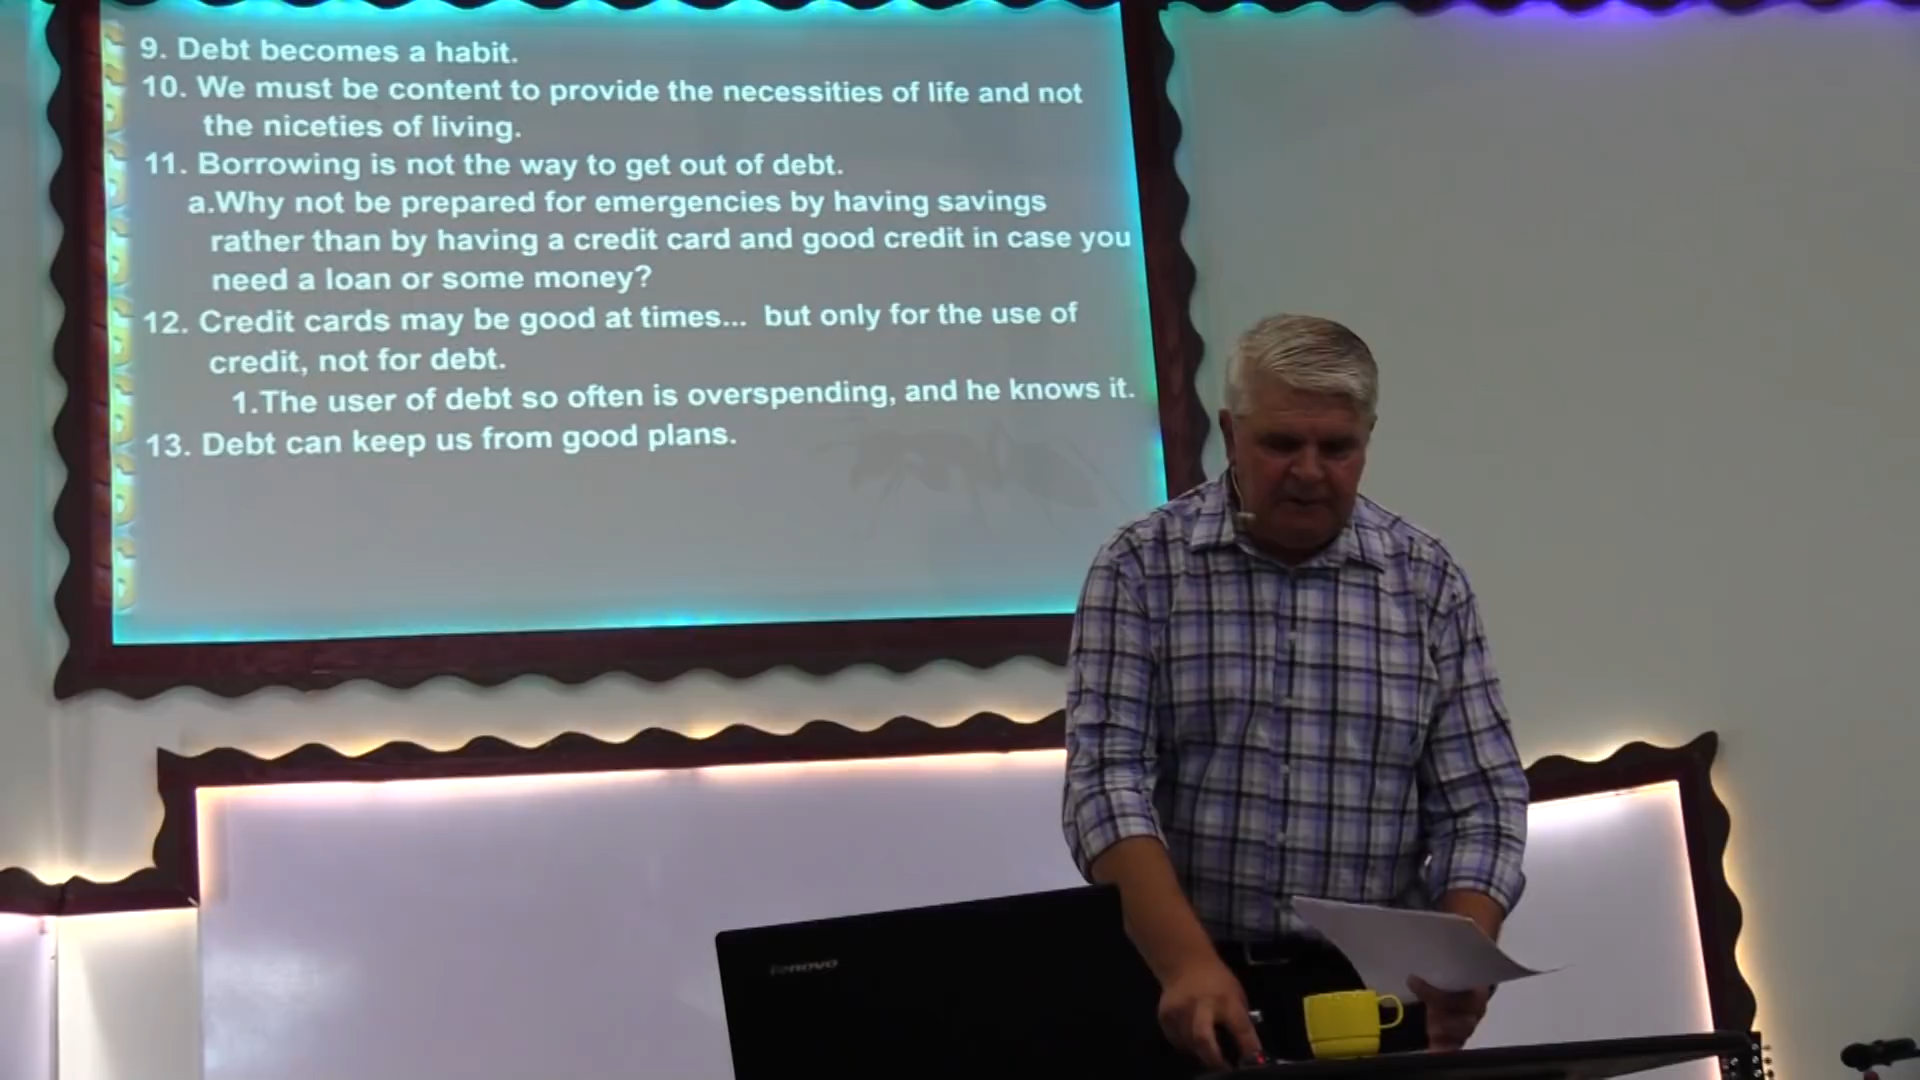 9. Debt becomes a habit.
10. We must be content to provide the necessities of life and not
the niceties of living.
11. Borrowing is not the way to get out of debt.
a.Why not be prepared for emergencies by having savings
rather than by having a credit card and good credit in case you
need a loan or some money?
12. Credit cards may be good at times... but only for the use of
credit, not for debt.
1.The user of debt so often is overspending, and he knows it.
13. Debt can keep us from good plans.
lenovo